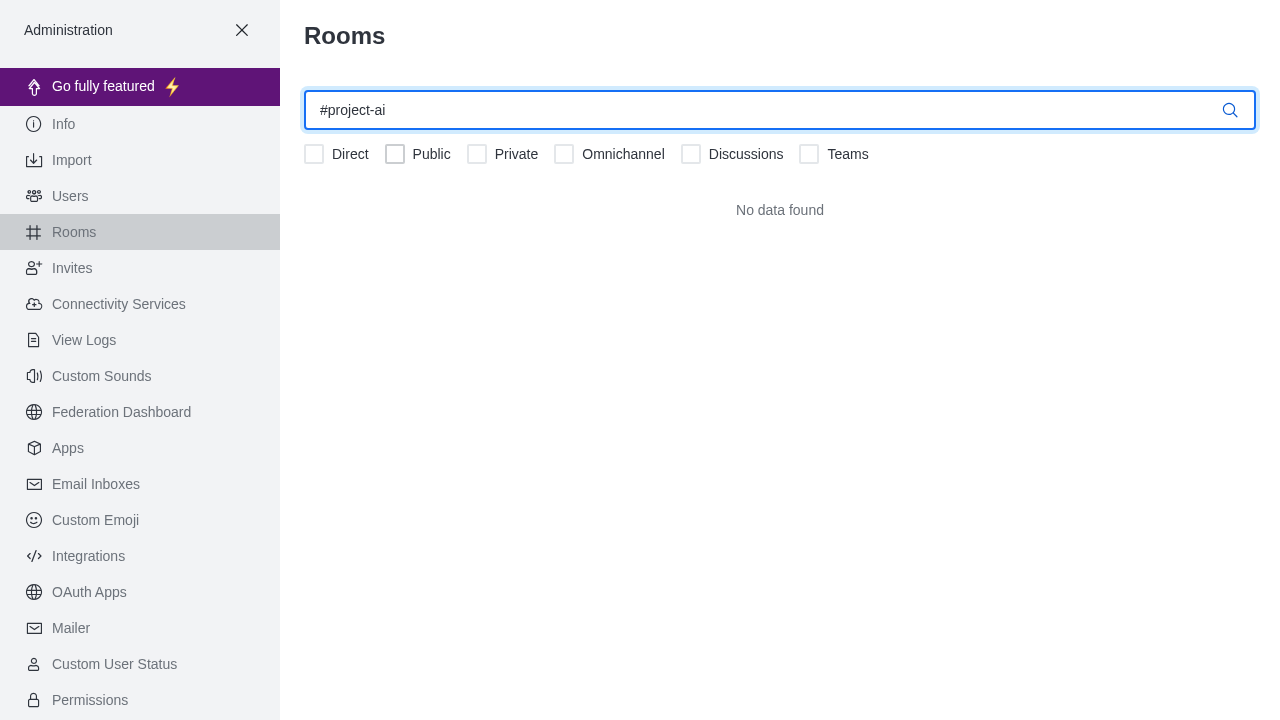 Administration
Go fully featured
Info
Import
Users
Rooms
Invites
Connectivity Services
View Logs
Custom Sounds
Federation Dashboard
Apps
Email Inboxes
Custom Emoji
Integrations
OAuth Apps
Mailer
Custom User Status
Permissions
Rooms
#project-ai
Direct Public Private Omnichannel Discussions Teams
No data found